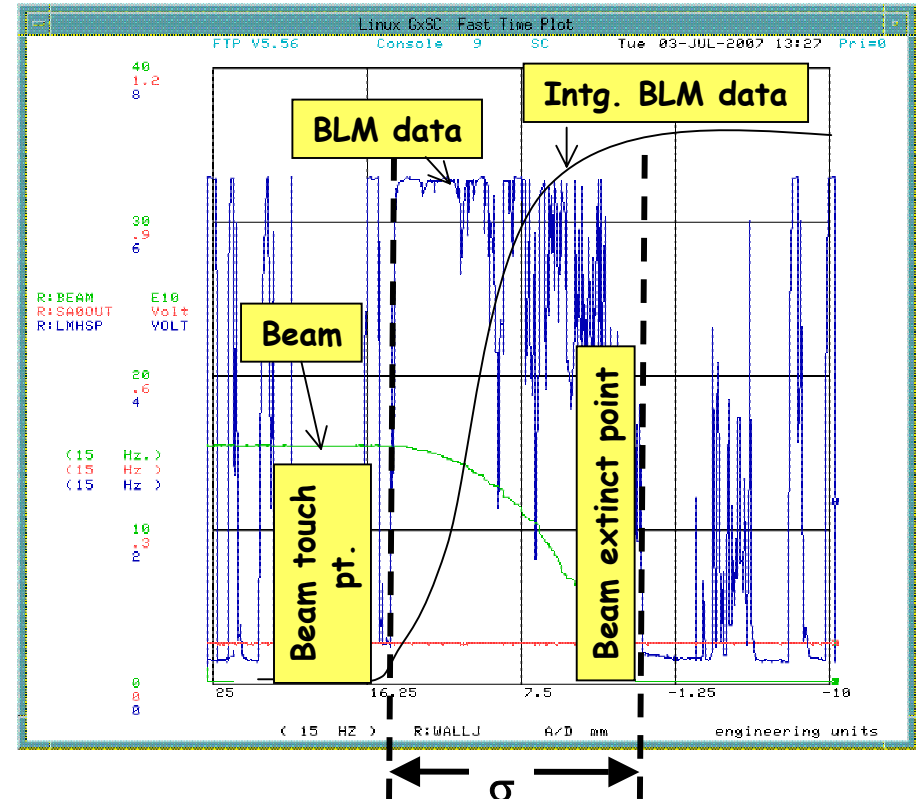 Linux GxSC Fast Time Plot
FTP V5.56 Console 9 SC Tue 03-JUL-2007 13:27 Pri=0
40
1.2
8
Intg. BLM data
BLM data
30
.9
6
R:BEAM E10
R:SA0OUT Volt
R:LMHSP VOLT
Beam
20
.6
4
(15 Hz.)
(15 Hz )
(15 Hz )
Beam touch
pt.
Beam extinct point
10
.3
2
0
0
0
25 16.25 7.5 -1.25 -10
( 15 HZ ) R:WALLJ A/D mm engineering units
σ